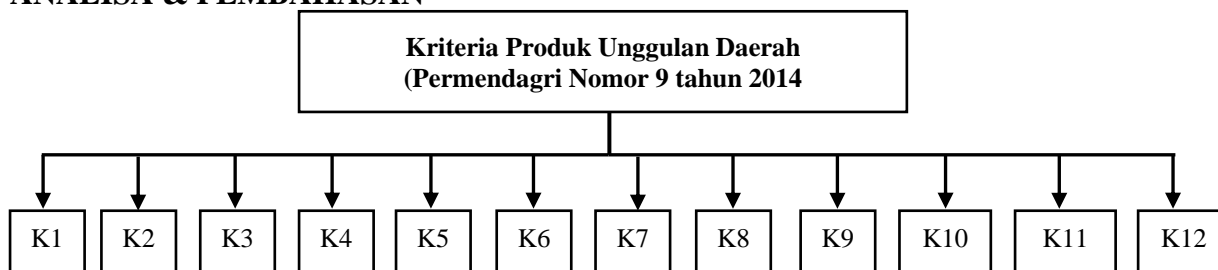 ANALISA & PEMBAHASAN
Kriteria Produk Unggulan Daerah
(Permendagri Nomor 9 tahun 2014
K1 K2 K3 K4 K5 K6 K7 K8 K9 K10 K11 K12